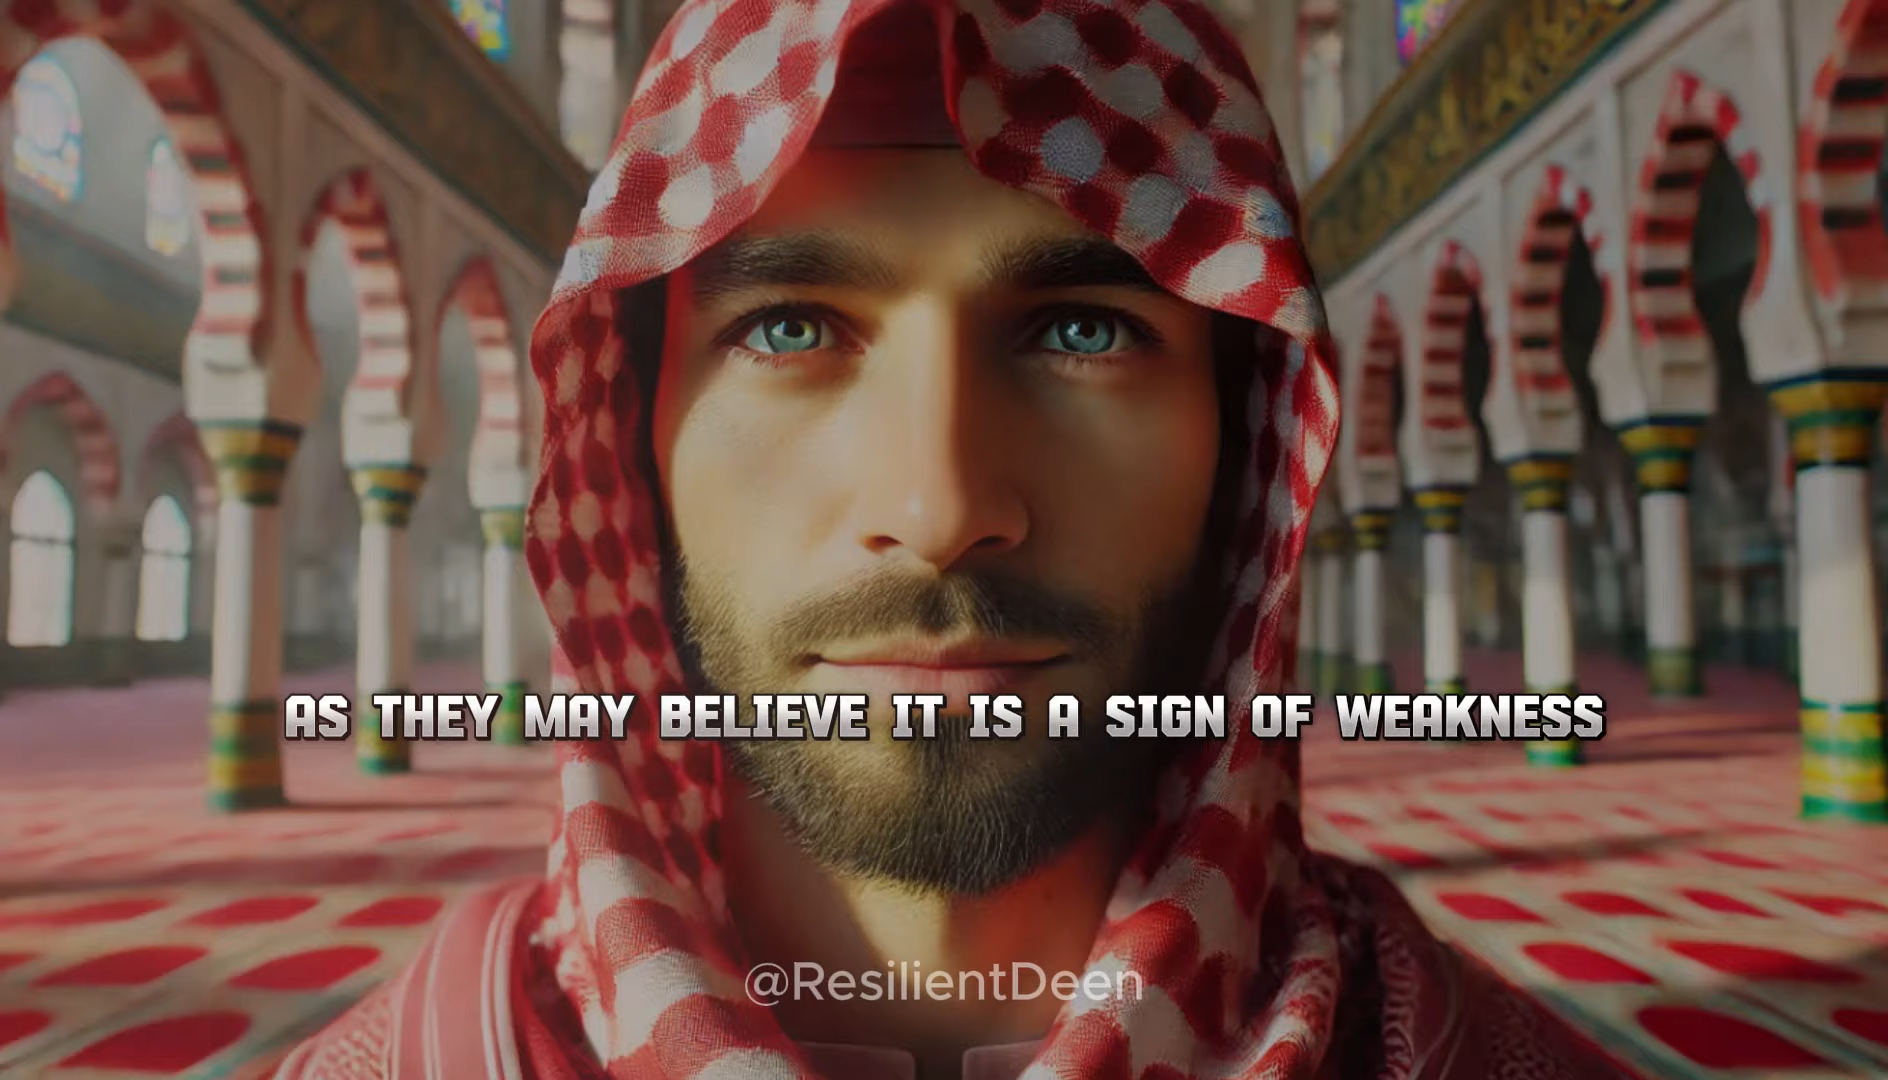 AS THEY MAY BELIEVE IT IS A SIGN OF WEAKNESS
@ResilientDeen